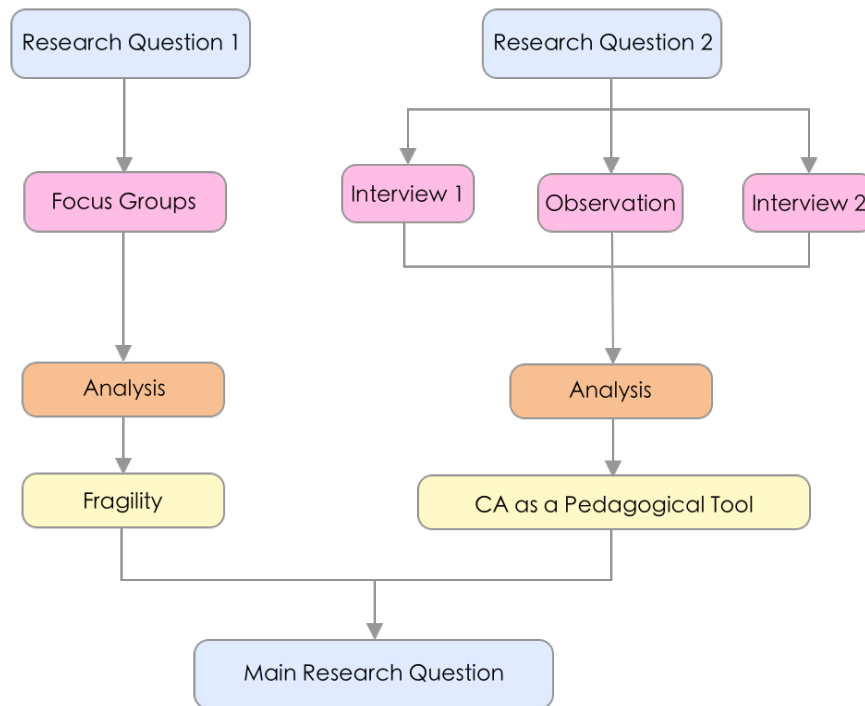 Research Question 1
Research Question 2
Focus Groups
Interview 1
Observation
Interview 2
Analysis
Analysis
Fragility
CA as a Pedagogical Tool
Main Research Question